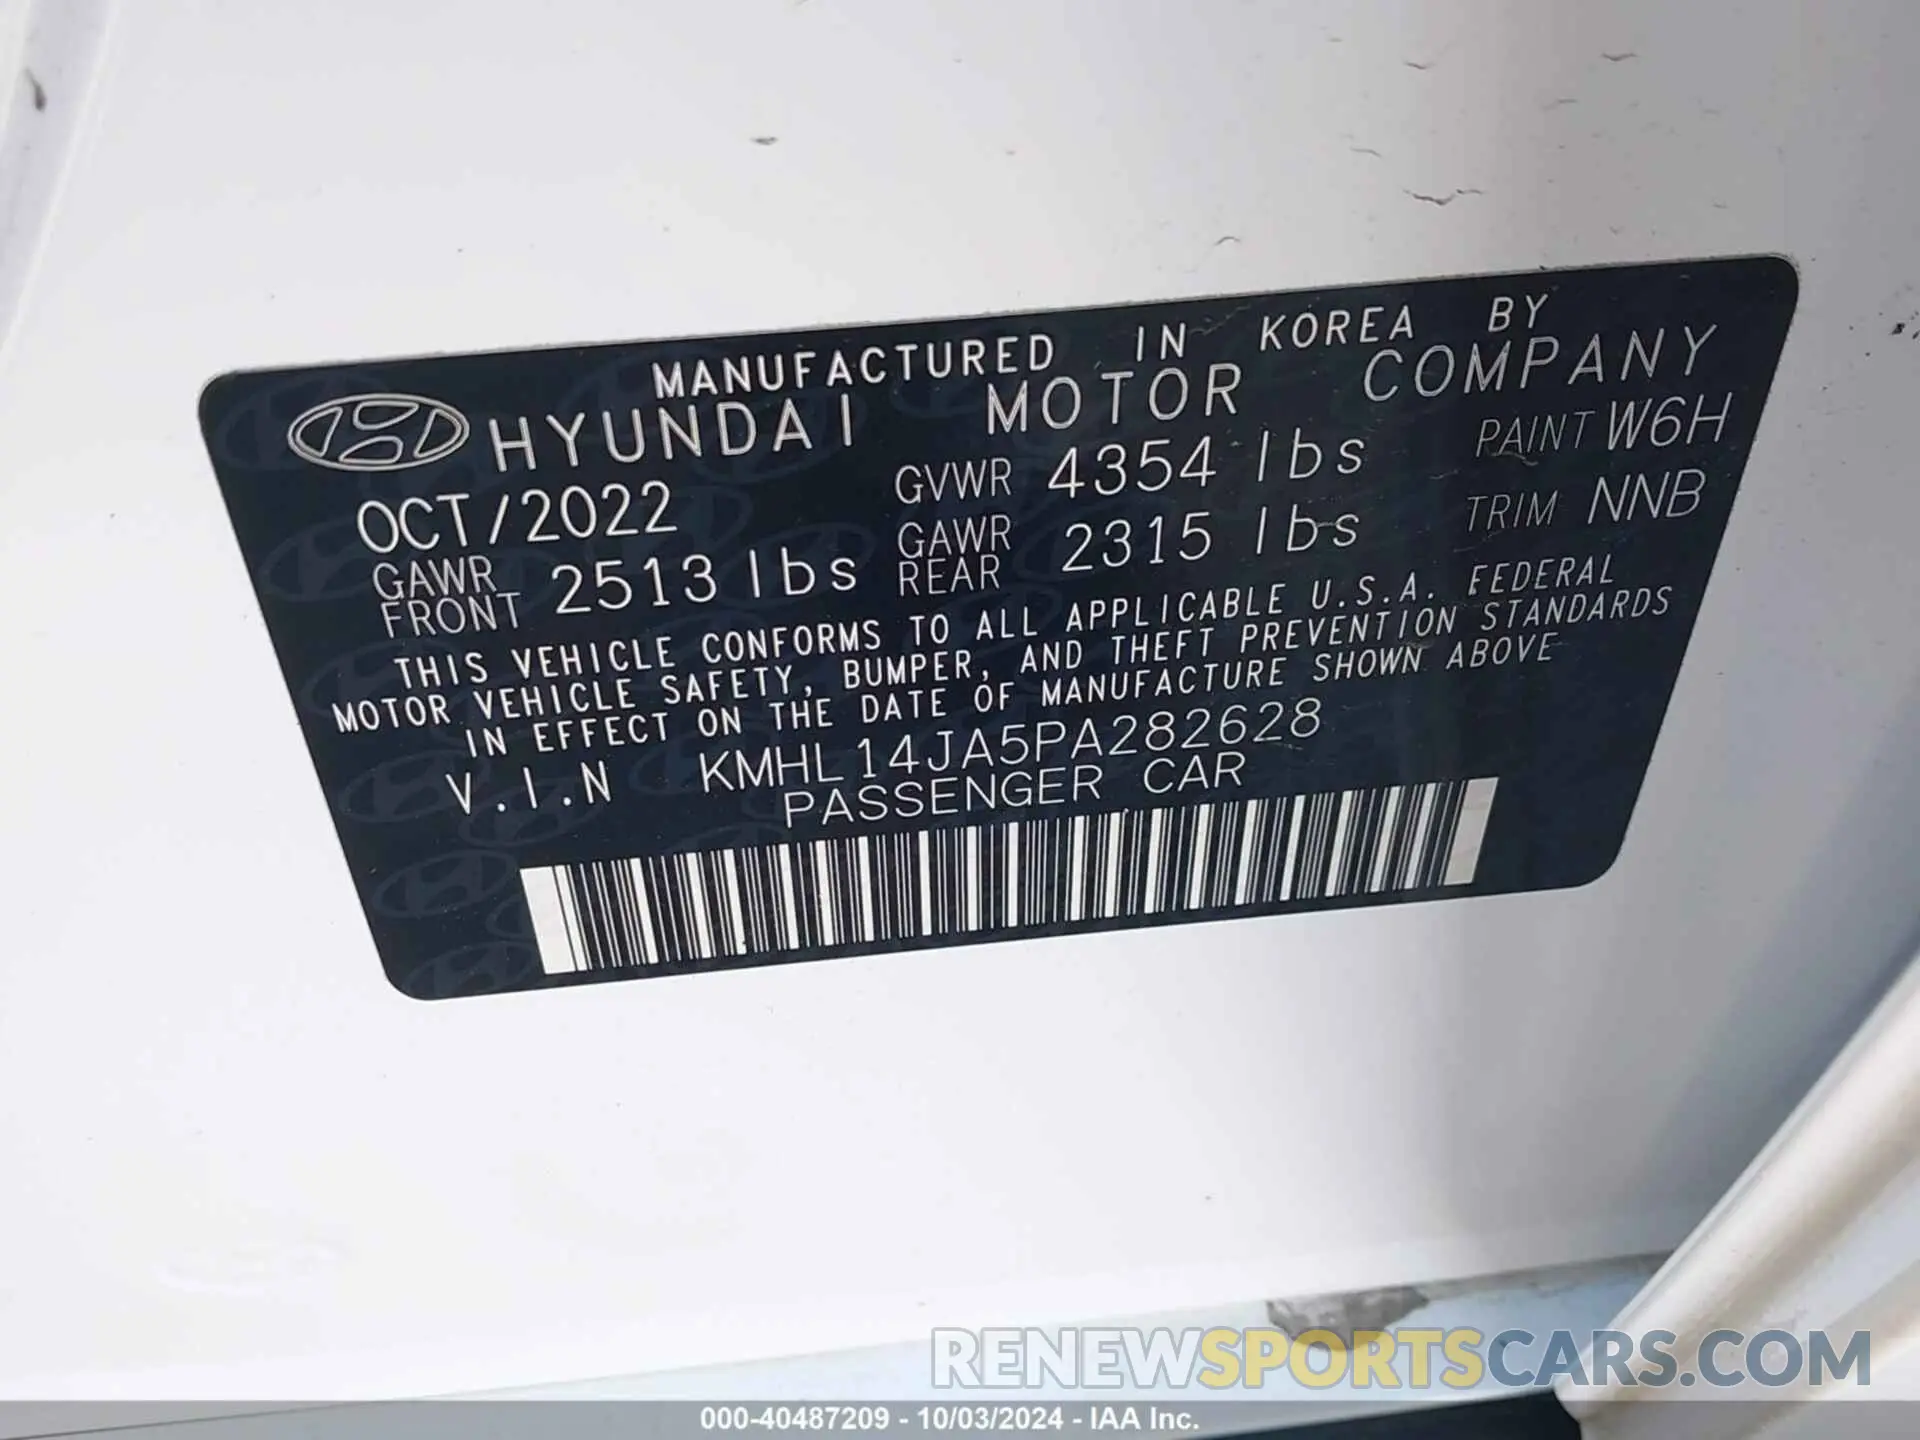 MANUFACTURED IN KOREA BY
HYUNDAI MOTOR COMPANY
OCT/2022 GVWR 4354 lbs PAINT W6H
GAWR FRONT 2513 lbs GAWR REAR 2315 lbs TRIM NNB
THIS VEHICLE CONFORMS TO ALL APPLICABLE U.S.A. FEDERAL
MOTOR VEHICLE SAFETY, BUMPER, AND THEFT PREVENTION STANDARDS
IN EFFECT ON THE DATE OF MANUFACTURE SHOWN ABOVE
V.I.N KMHL14JA5PA282628
PASSENGER CAR
RENEWSPORTSCARS.COM
000-40487209 - 10/03/2024 - IAA Inc.